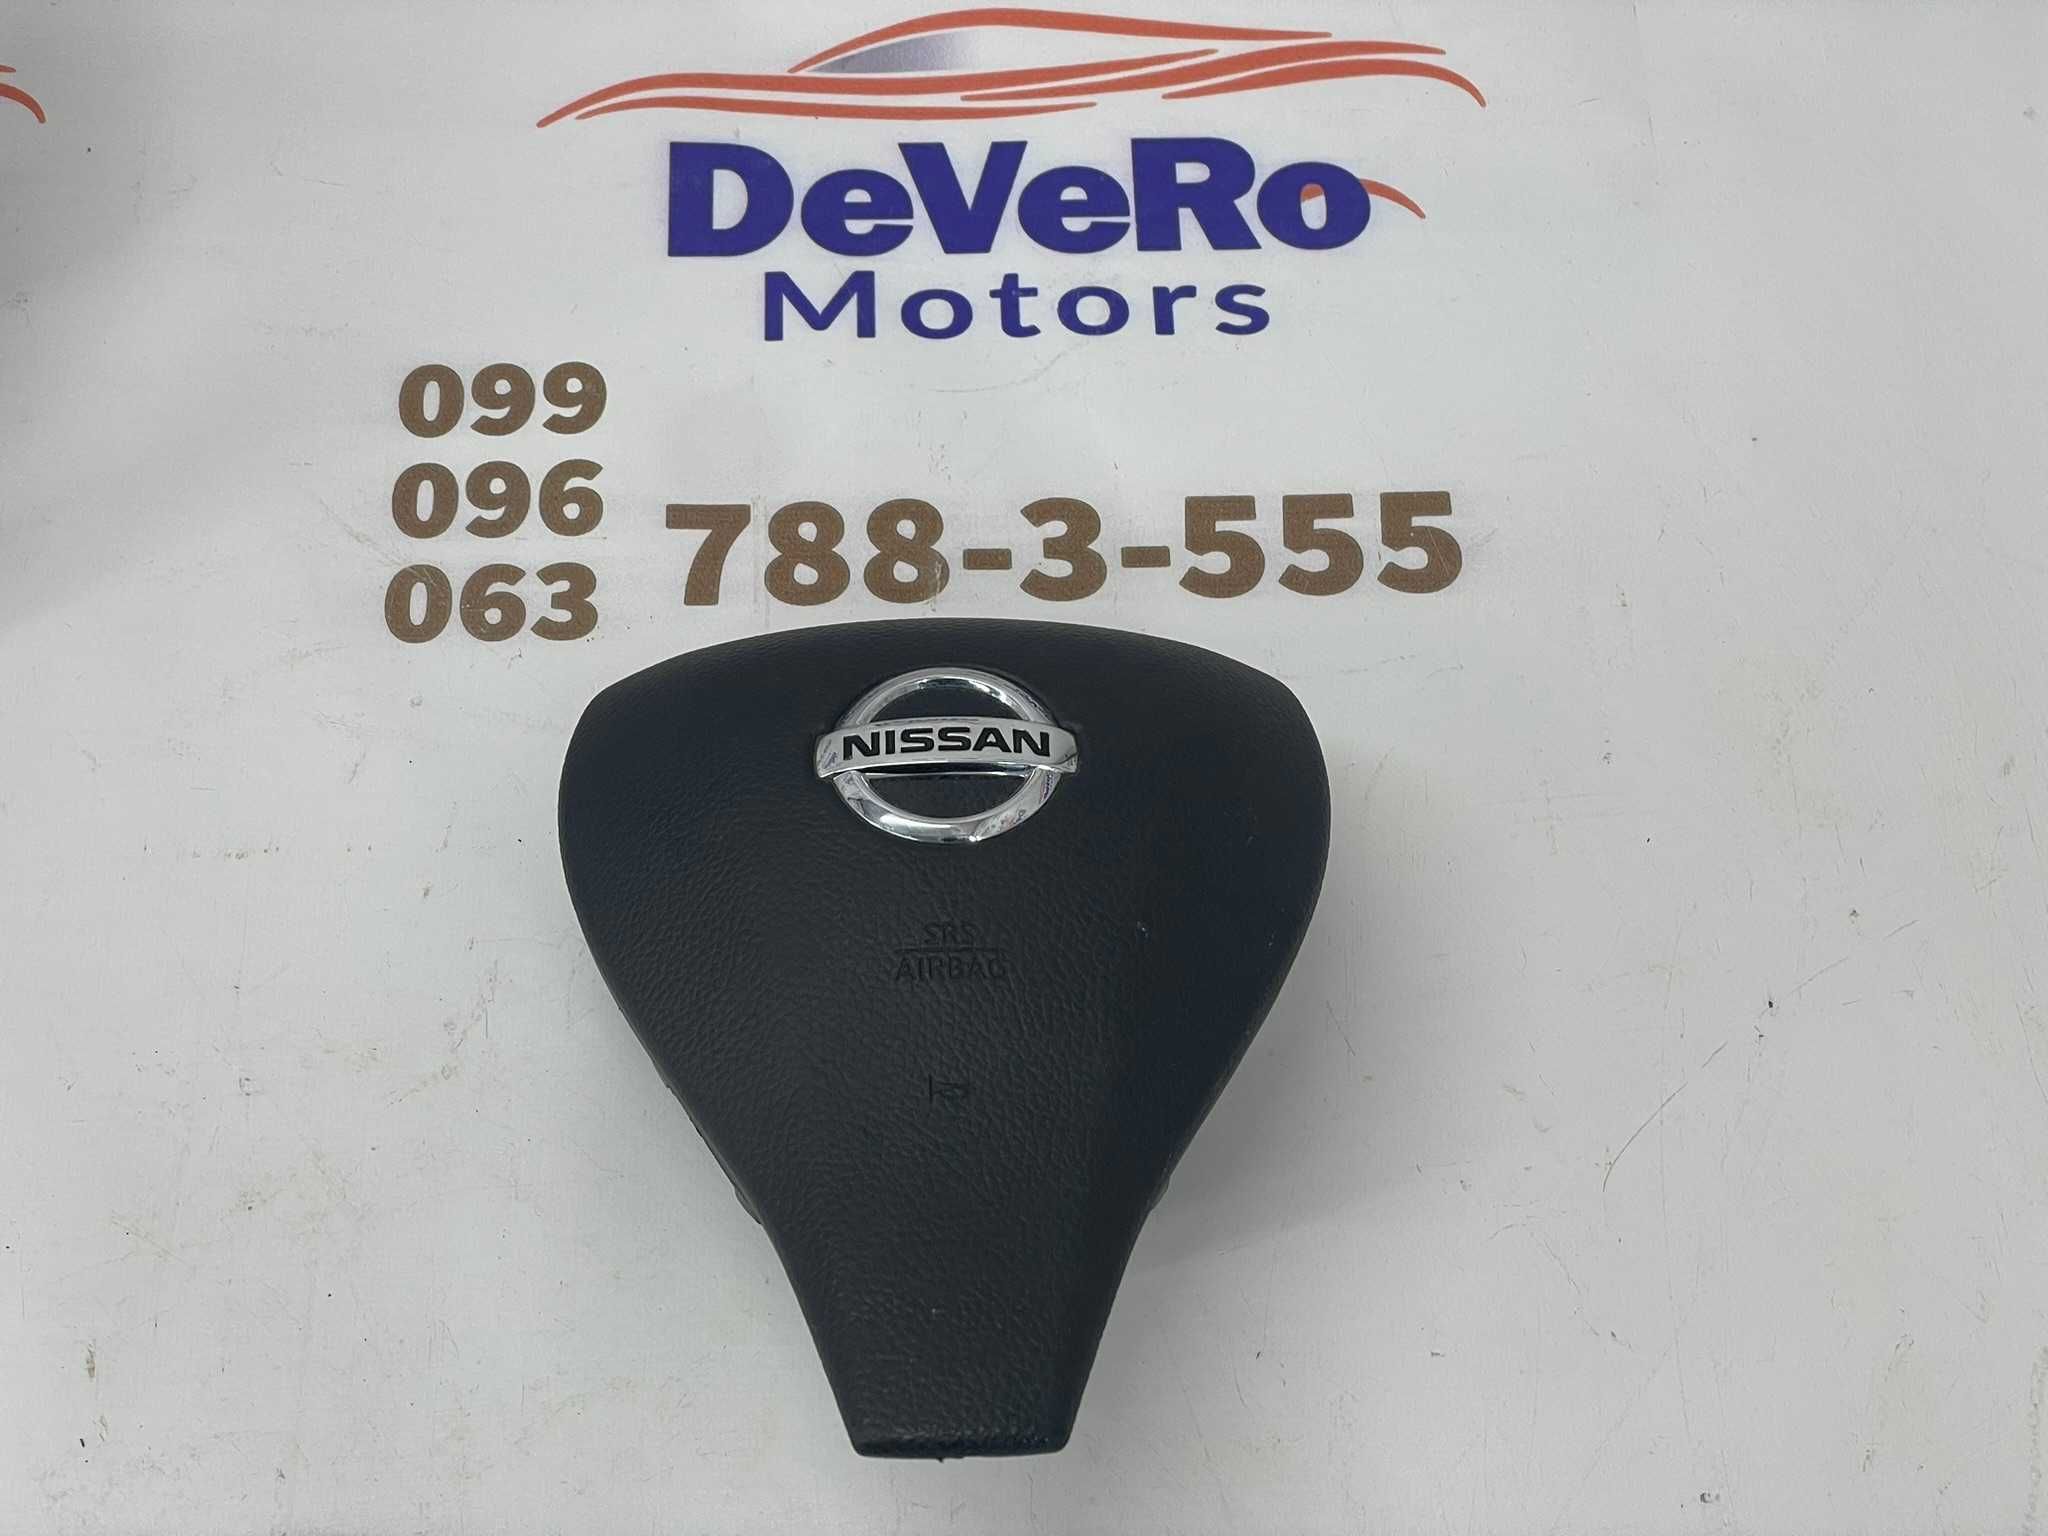 DeVeRo
Motors
099
096
063
788-3-555
NISSAN
SRS
AIRBAG